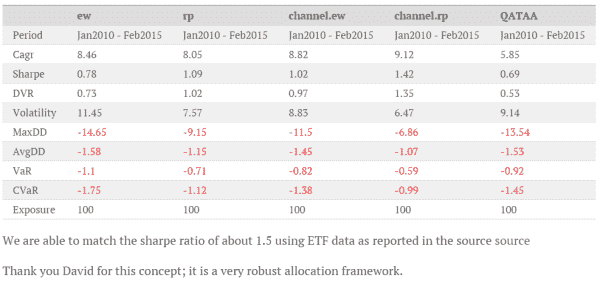 ew rp channel.ew channel.rp QATAA
Period Jan2010 - Feb2015 Jan2010 - Feb2015 Jan2010 - Feb2015 Jan2010 - Feb2015 Jan2010 - Feb2015
Cagr 8.46 8.05 8.82 9.12 5.85
Sharpe 0.78 1.09 1.02 1.42 0.69
DVR 0.73 1.02 0.97 1.35 0.53
Volatility 11.45 7.57 8.83 6.47 9.14
MaxDD -14.65 -9.15 -11.5 -6.86 -13.54
AvgDD -1.58 -1.15 -1.45 -1.07 -1.53
VaR -1.1 -0.71 -0.82 -0.59 -0.92
CVaR -1.75 -1.12 -1.38 -0.99 -1.45
Exposure 100 100 100 100 100
We are able to match the sharpe ratio of about 1.5 using ETF data as reported in the source source
Thank you David for this concept; it is a very robust allocation framework.